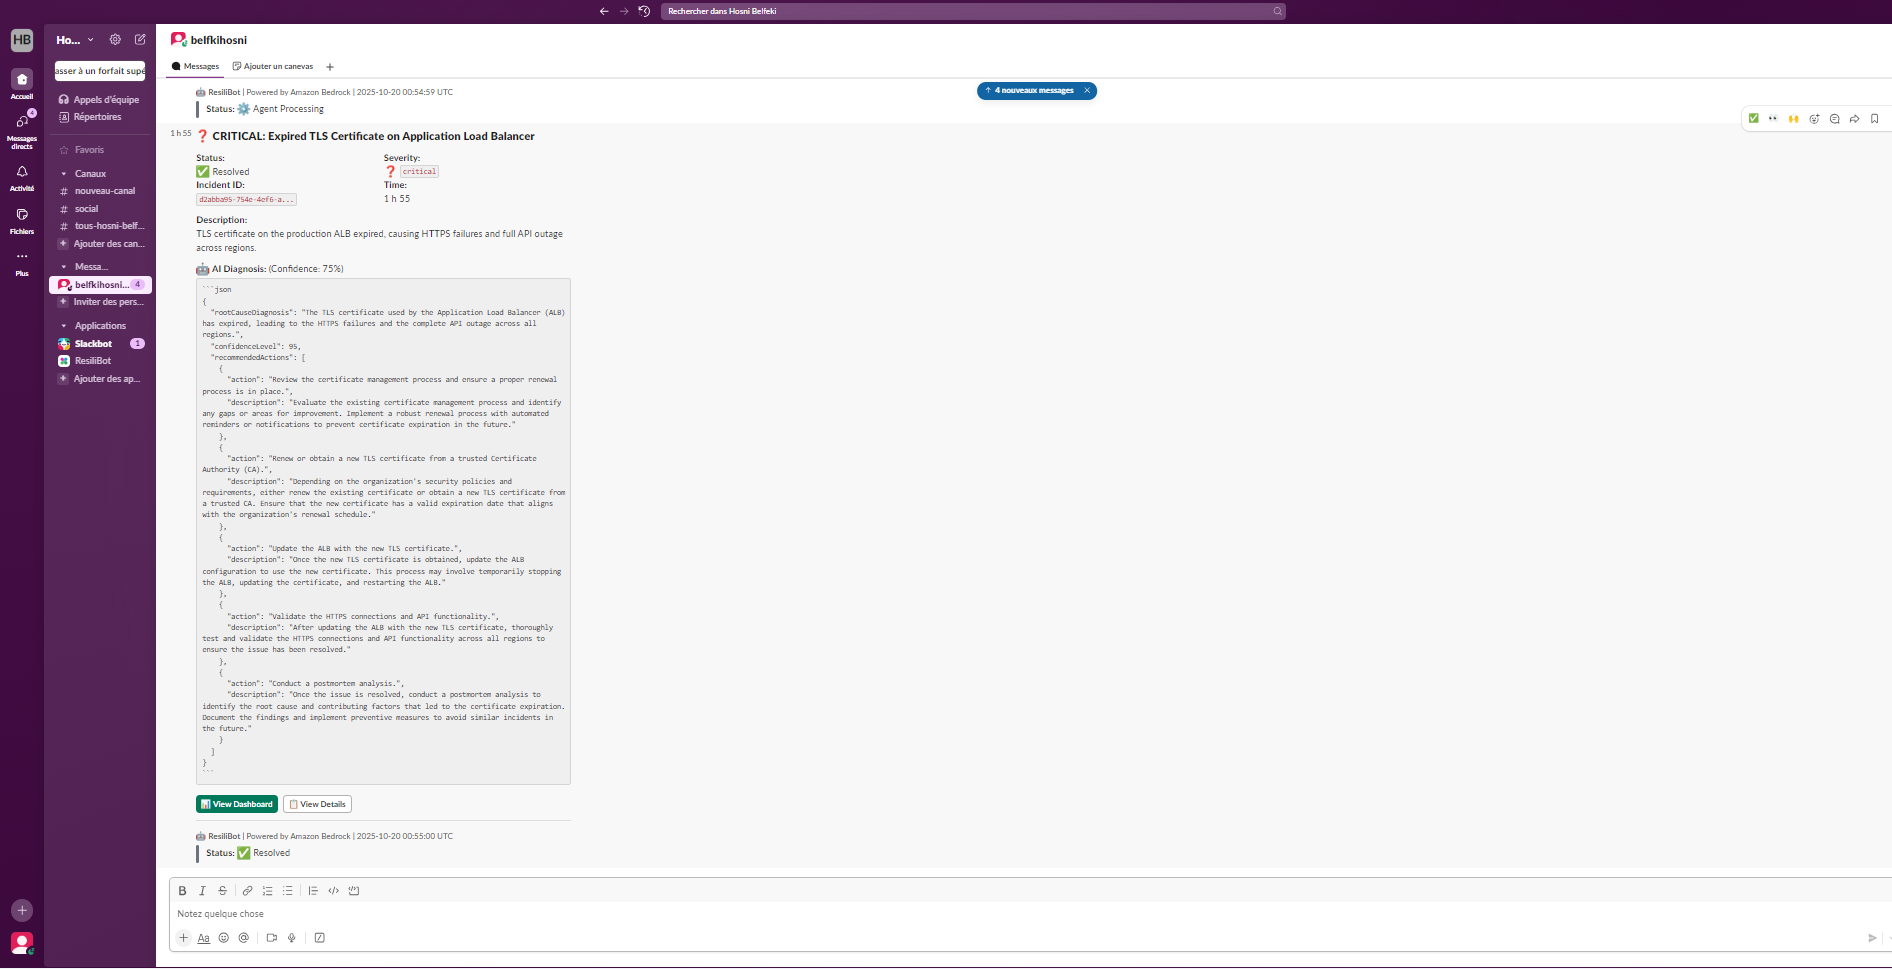 Rechercher dans Hosni Belfeki
HB
Ho...
asser à un forfait supé
Accueil
4
Messages
directs
Activité
Fichiers
Plus
Appels d'équipe
Répertoires
Favoris
Canaux
# nouveau-canal
# social
# tous-hosni-belf...
+ Ajouter des can...
Messa...
belfkihosni... 4
+ Inviter des pers...
Applications
Slackbot 1
ResiliBot
+ Ajouter des ap...
belfkihosni
Messages Ajouter un canevas +
↑ 4 nouveaux messages ×
ResiliBot | Powered by Amazon Bedrock | 2025-10-20 00:54:59 UTC
Status: Agent Processing
1 h 55 ❓ CRITICAL: Expired TLS Certificate on Application Load Balancer
Status: Severity:
✅ Resolved ❓ critical
Incident ID: Time:
d2abba95-754e-4ef6-a... 1 h 55
Description:
TLS certificate on the production ALB expired, causing HTTPS failures and full API outage
across regions.
AI Diagnosis: (Confidence: 75%)
```json
{
"rootCauseDiagnosis": "The TLS certificate used by the Application Load Balancer (ALB)
has expired, leading to the HTTPS failures and the complete API outage across all
regions.",
"confidenceLevel": 95,
"recommendedActions": [
{
"action": "Review the certificate management process and ensure a proper renewal
process is in place.",
"description": "Evaluate the existing certificate management process and identify
any gaps or areas for improvement. Implement a robust renewal process with automated
reminders or notifications to prevent certificate expiration in the future."
},
{
"action": "Renew or obtain a new TLS certificate from a trusted Certificate
Authority (CA).",
"description": "Depending on the organization's security policies and
requirements, either renew the existing certificate or obtain a new TLS certificate from
a trusted CA. Ensure that the new certificate has a valid expiration date that aligns
with the organization's renewal schedule."
},
{
"action": "Update the ALB with the new TLS certificate.",
"description": "Once the new TLS certificate is obtained, update the ALB
configuration to use the new certificate. This process may involve temporarily stopping
the ALB, updating the certificate, and restarting the ALB."
},
{
"action": "Validate the HTTPS connections and API functionality.",
"description": "After updating the ALB with the new TLS certificate, thoroughly
test and validate the HTTPS connections and API functionality across all regions to
ensure the issue has been resolved."
},
{
"action": "Conduct a postmortem analysis.",
"description": "Once the issue is resolved, conduct a postmortem analysis to
identify the root cause and contributing factors that led to the certificate expiration.
Document the findings and implement preventive measures to avoid similar incidents in
the future."
}
]
}
```
View Dashboard View Details
ResiliBot | Powered by Amazon Bedrock | 2025-10-20 00:55:00 UTC
Status: ✅ Resolved
B I S
Notez quelque chose
+ Aa @